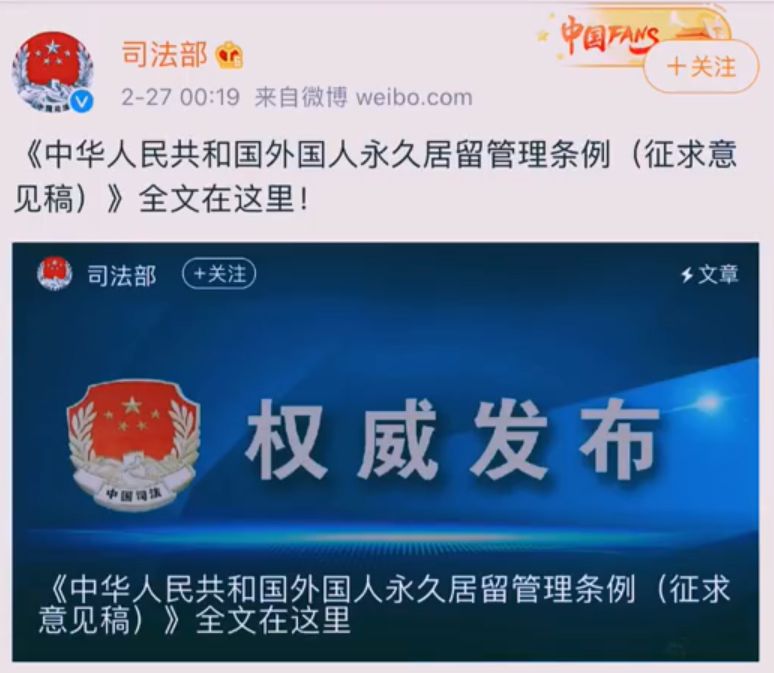 司法部
中国FANS
+关注
2-27 00:19 来自微博 weibo.com
《中华人民共和国外国人永久居留管理条例（征求意
见稿）》全文在这里！
司法部 +关注
文章
权威发布
中国司法
《中华人民共和国外国人永久居留管理条例（征求
意见稿）》全文在这里